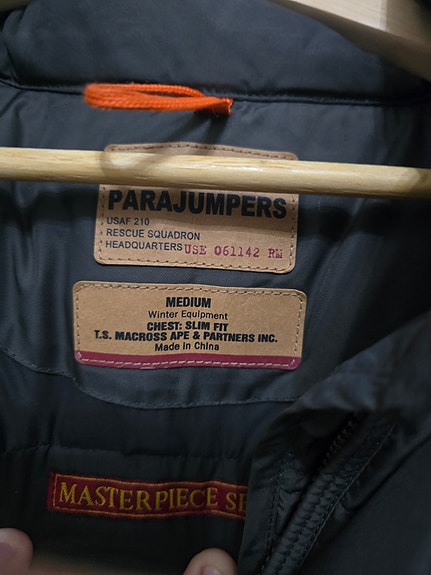 PARAJUMPERS
USAF 210
RESCUE SQUADRON
HEADQUARTERS USE 061142 RM
MEDIUM
Winter Equipment
CHEST: SLIM FIT
T.S. MACROSS APE & PARTNERS INC.
Made in China
MASTERPIECE SE